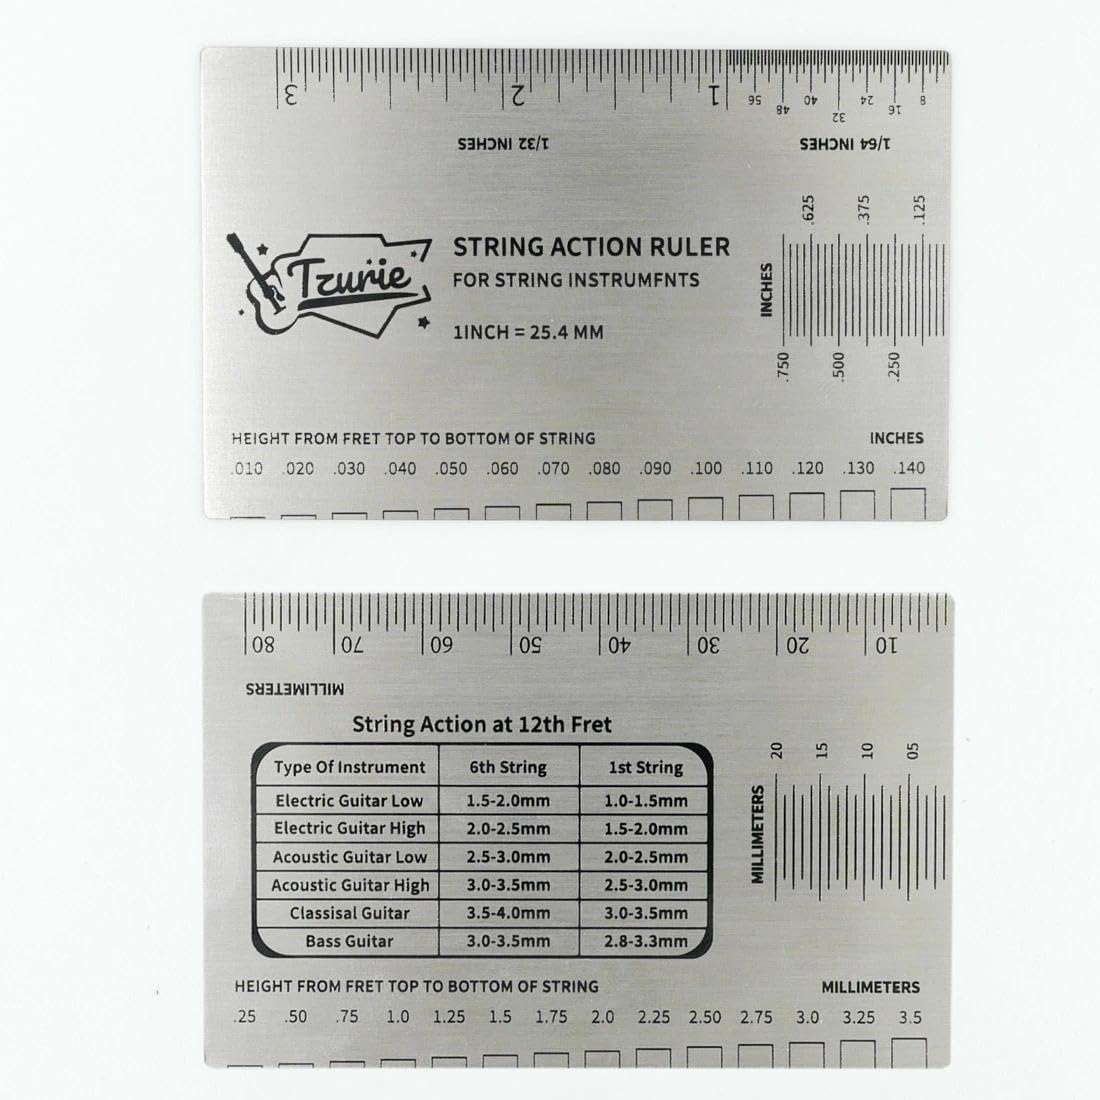 3 2 1 56 48 40 32 24 16 8
1/32 INCHES 1/64 INCHES
.625 .375 .125
Tzurie
STRING ACTION RULER
FOR STRING INSTRUMFNTS
INCHES
1INCH = 25.4 MM
.750 .500 .250
HEIGHT FROM FRET TOP TO BOTTOM OF STRING INCHES
.010 .020 .030 .040 .050 .060 .070 .080 .090 .100 .110 .120 .130 .140
80 70 60 50 40 30 20 10
MILLIMETERS
String Action at 12th Fret
20 15 10 05
MILLIMETERS
Type Of Instrument 6th String 1st String
Electric Guitar Low 1.5-2.0mm 1.0-1.5mm
Electric Guitar High 2.0-2.5mm 1.5-2.0mm
Acoustic Guitar Low 2.5-3.0mm 2.0-2.5mm
Acoustic Guitar High 3.0-3.5mm 2.5-3.0mm
Classisal Guitar 3.5-4.0mm 3.0-3.5mm
Bass Guitar 3.0-3.5mm 2.8-3.3mm
HEIGHT FROM FRET TOP TO BOTTOM OF STRING MILLIMETERS
.25 .50 .75 1.0 1.25 1.5 1.75 2.0 2.25 2.50 2.75 3.0 3.25 3.5